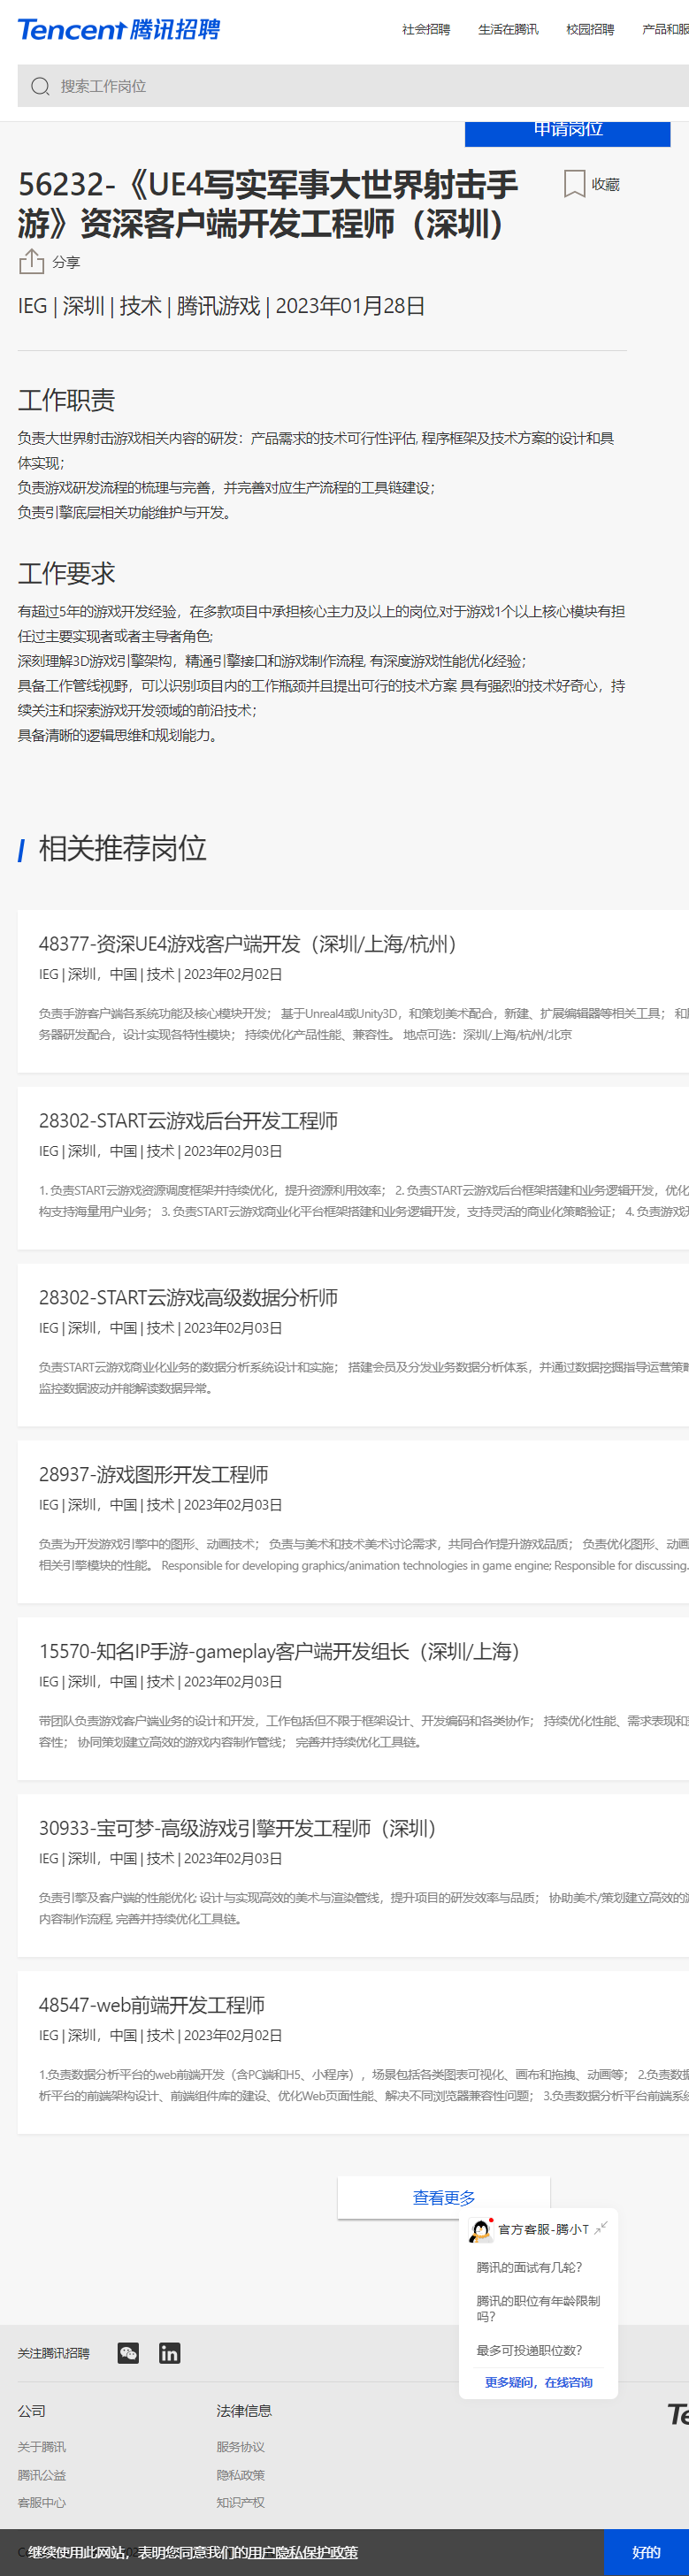 Tencent 腾讯招聘
社会招聘 生活在腾讯 校园招聘 产品和服
搜索工作岗位
申请岗位
56232-《UE4写实军事大世界射击手
游》资深客户端开发工程师（深圳）
收藏
分享
IEG | 深圳 | 技术 | 腾讯游戏 | 2023年01月28日
工作职责
负责大世界射击游戏相关内容的研发：产品需求的技术可行性评估, 程序框架及技术方案的设计和具
体实现；
负责游戏研发流程的梳理与完善，并完善对应生产流程的工具链建设；
负责引擎底层相关功能维护与开发。
工作要求
有超过5年的游戏开发经验，在多款项目中承担核心主力及以上的岗位,对于游戏1个以上核心模块有担
任过主要实现者或者主导者角色;
深刻理解3D游戏引擎架构，精通引擎接口和游戏制作流程, 有深度游戏性能优化经验；
具备工作管线视野，可以识别项目内的工作瓶颈并且提出可行的技术方案 具有强烈的技术好奇心，持
续关注和探索游戏开发领域的前沿技术；
具备清晰的逻辑思维和规划能力。
相关推荐岗位
48377-资深UE4游戏客户端开发（深圳/上海/杭州）
IEG | 深圳，中国 | 技术 | 2023年02月02日
负责手游客户端各系统功能及核心模块开发； 基于Unreal4或Unity3D，和策划美术配合，新建、扩展编辑器等相关工具； 和
务器研发配合，设计实现各特性模块； 持续优化产品性能、兼容性。 地点可选：深圳/上海/杭州/北京
28302-START云游戏后台开发工程师
IEG | 深圳，中国 | 技术 | 2023年02月03日
1. 负责START云游戏资源调度框架并持续优化，提升资源利用效率； 2. 负责START云游戏后台框架搭建和业务逻辑开发，优化
构支持海量用户业务； 3. 负责START云游戏商业化平台框架搭建和业务逻辑开发，支持灵活的商业化策略验证； 4. 负责游戏
28302-START云游戏高级数据分析师
IEG | 深圳，中国 | 技术 | 2023年02月03日
负责START云游戏商业化业务的数据分析系统设计和实施； 搭建会员及分发业务数据分析体系，并通过数据挖掘指导运营策略
监控数据波动并能解读数据异常。
28937-游戏图形开发工程师
IEG | 深圳，中国 | 技术 | 2023年02月03日
负责为开发游戏引擎中的图形、动画技术； 负责与美术和技术美术讨论需求，共同合作提升游戏品质； 负责优化图形、动画
相关引擎模块的性能。 Responsible for developing graphics/animation technologies in game engine; Responsible for discussing.
15570-知名IP手游-gameplay客户端开发组长（深圳/上海）
IEG | 深圳，中国 | 技术 | 2023年02月03日
带团队负责游戏客户端业务的设计和开发，工作包括但不限于框架设计、开发编码和各类协作； 持续优化性能、需求表现和
容性； 协同策划建立高效的游戏内容制作管线； 完善并持续优化工具链。
30933-宝可梦-高级游戏引擎开发工程师（深圳）
IEG | 深圳，中国 | 技术 | 2023年02月03日
负责引擎及客户端的性能优化; 设计与实现高效的美术与渲染管线，提升项目的研发效率与品质； 协助美术/策划建立高效的游
内容制作流程, 完善并持续优化工具链。
48547-web前端开发工程师
IEG | 深圳，中国 | 技术 | 2023年02月02日
1.负责数据分析平台的web前端开发（含PC端和H5、小程序），场景包括各类图表可视化、画布和拖拽、动画等； 2.负责数据
析平台的前端架构设计、前端组件库的建设、优化Web页面性能、解决不同浏览器兼容性问题； 3.负责数据分析平台前端系统
查看更多
官方客服-腾小T
腾讯的面试有几轮?
腾讯的职位有年龄限制
吗?
最多可投递职位数?
更多疑问，在线咨询
关注腾讯招聘
公司 法律信息
关于腾讯 服务协议
腾讯公益 隐私政策
客服中心 知识产权
继续使用此网站，表明您同意我们的用户隐私保护政策 好的